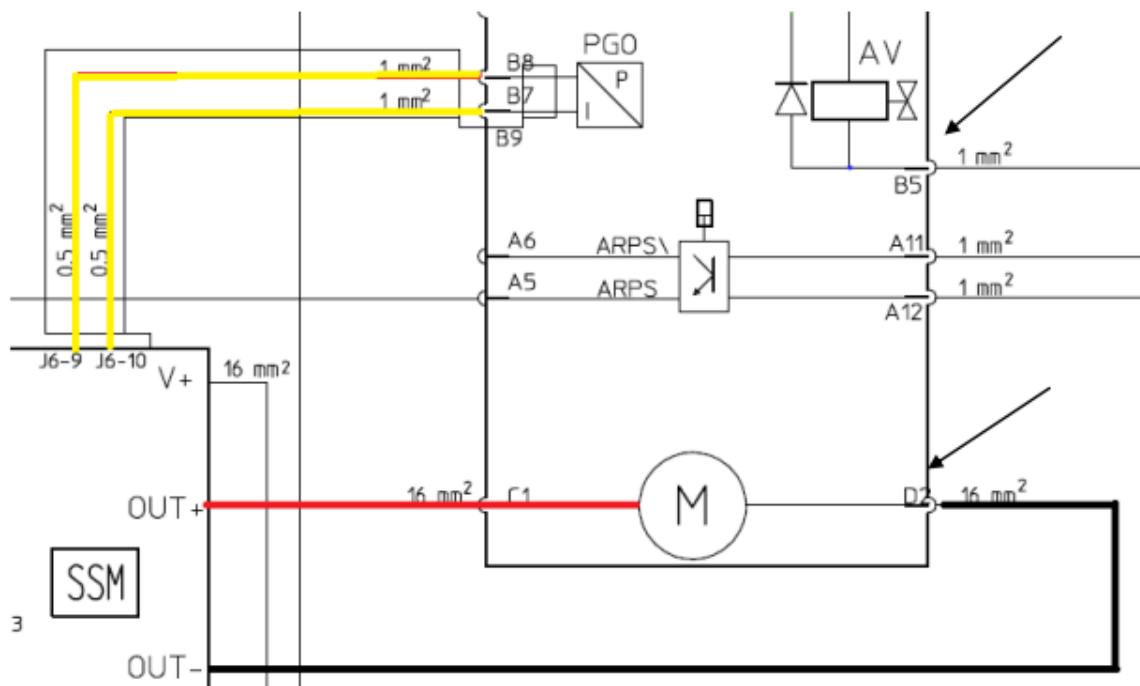 PGO
B8
1 mm²
P
AV
B7
1 mm²
I
B9
1 mm²
B5
0.5 mm²
0.5 mm²
A6
ARPS\
A11
1 mm²
A5
ARPS
A12
1 mm²
J6-9
J6-10
V+
16 mm²
OUT+
16 mm²
C1
M
D2
16 mm²
SSM
3
OUT-